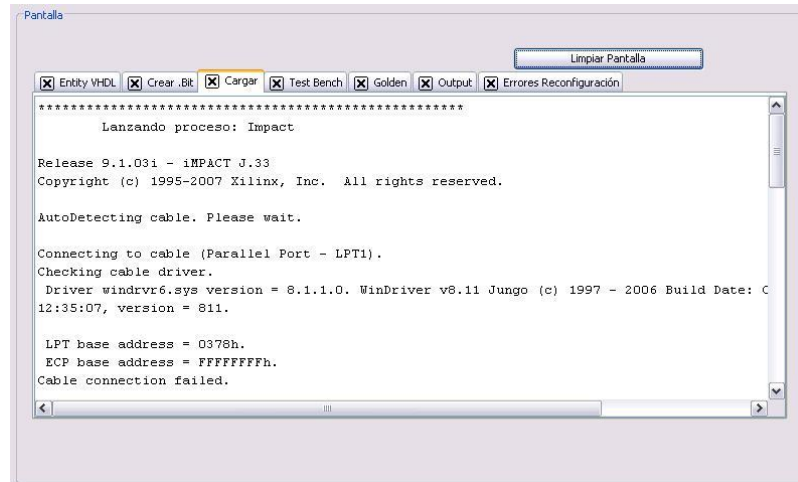 Pantalla
Limpiar Pantalla
Entity VHDL Crear .Bit Cargar Test Bench Golden Output Errores Reconfiguración
*****************************************************
Lanzando proceso: Impact
Release 9.1.03i - iMPACT J.33
Copyright (c) 1995-2007 Xilinx, Inc. All rights reserved.
AutoDetecting cable. Please wait.
Connecting to cable (Parallel Port - LPT1).
Checking cable driver.
Driver windrvr6.sys version = 8.1.1.0. WinDriver v8.11 Jungo (c) 1997 - 2006 Build Date:
12:35:07, version = 811.
LPT base address = 0378h.
ECP base address = FFFFFFFFh.
Cable connection failed.